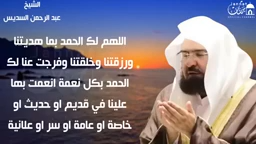 الشيخ
عبد الرحمن السديس
اللهم لك الحمد بما هديتنا
ورزقتنا وخلقتنا وفرجت عنا لك
الحمد بكل نعمة انعمت بها
علينا في قديم او حديث او
خاصة او عامة او سر او علانية